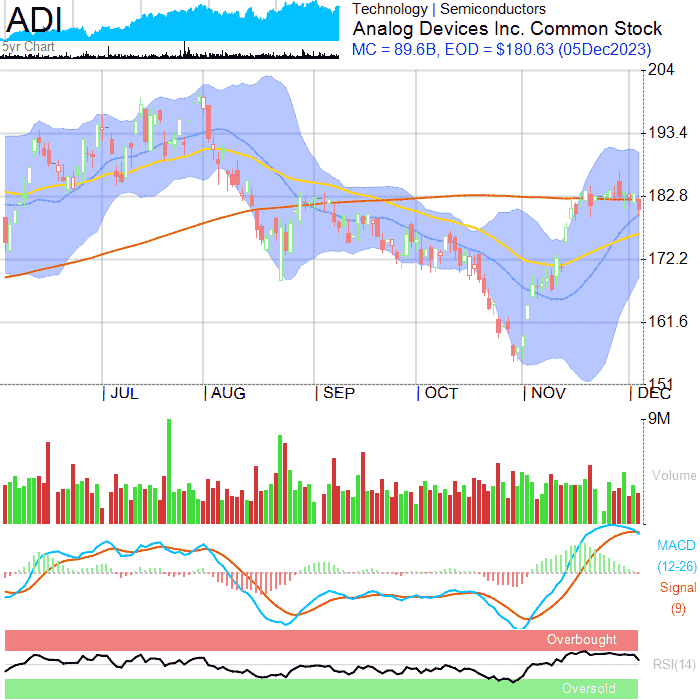 ADI
5yr Chart
Technology | Semiconductors
Analog Devices Inc. Common Stock
MC = 89.6B, EOD = $180.63 (05Dec2023)
204
193.4
182.8
172.2
161.6
151
| JUL | AUG | SEP | OCT | NOV | DEC
9M
Volume
MACD
(12-26)
Signal
(9)
Overbought
RSI(14)
Oversold